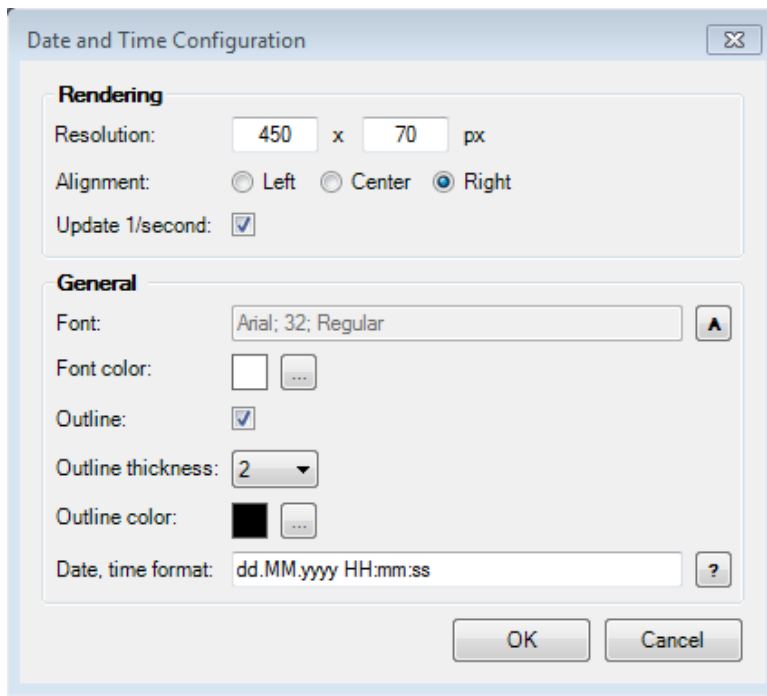 Date and Time Configuration
Rendering
Resolution: 450 x 70 px
Alignment: Left Center Right
Update 1/second:
General
Font: Arial; 32; Regular A
Font color: ...
Outline:
Outline thickness: 2
Outline color: ...
Date, time format: dd.MM.yyyy HH:mm:ss ?
OK Cancel